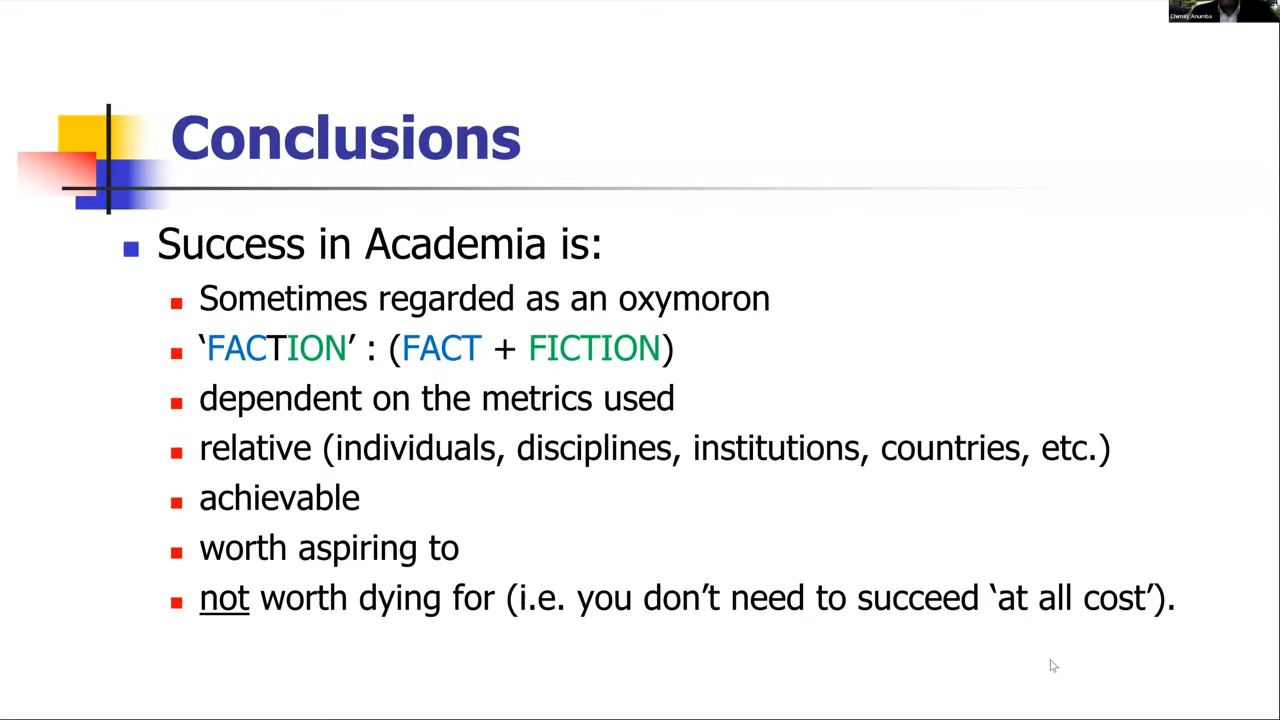 Chimay Anumba
Conclusions
Success in Academia is:
Sometimes regarded as an oxymoron
‘FACTION’ : (FACT + FICTION)
dependent on the metrics used
relative (individuals, disciplines, institutions, countries, etc.)
achievable
worth aspiring to
not worth dying for (i.e. you don’t need to succeed ‘at all cost’).